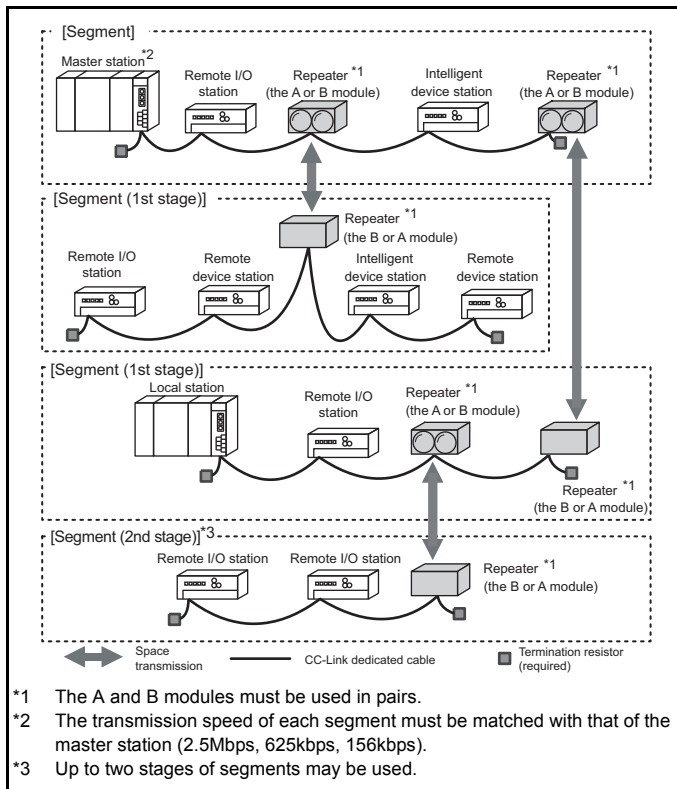 [Segment]
Master station*2
Remote I/O
station
Repeater *1
(the A or B module)
Intelligent
device station
Repeater *1
(the A or B module)
[Segment (1st stage)]
Repeater *1
(the B or A module)
Remote I/O
station
Remote
device station
Intelligent
device station
Remote
device station
[Segment (1st stage)]
Local station
Remote I/O
station
Repeater *1
(the A or B module)
Repeater *1
(the B or A module)
[Segment (2nd stage)]*3
Remote I/O station
Remote I/O station
Repeater *1
(the B or A module)
Space
transmission
CC-Link dedicated cable
Termination resistor
(required)
*1 The A and B modules must be used in pairs.
*2 The transmission speed of each segment must be matched with that of the
master station (2.5Mbps, 625kbps, 156kbps).
*3 Up to two stages of segments may be used.